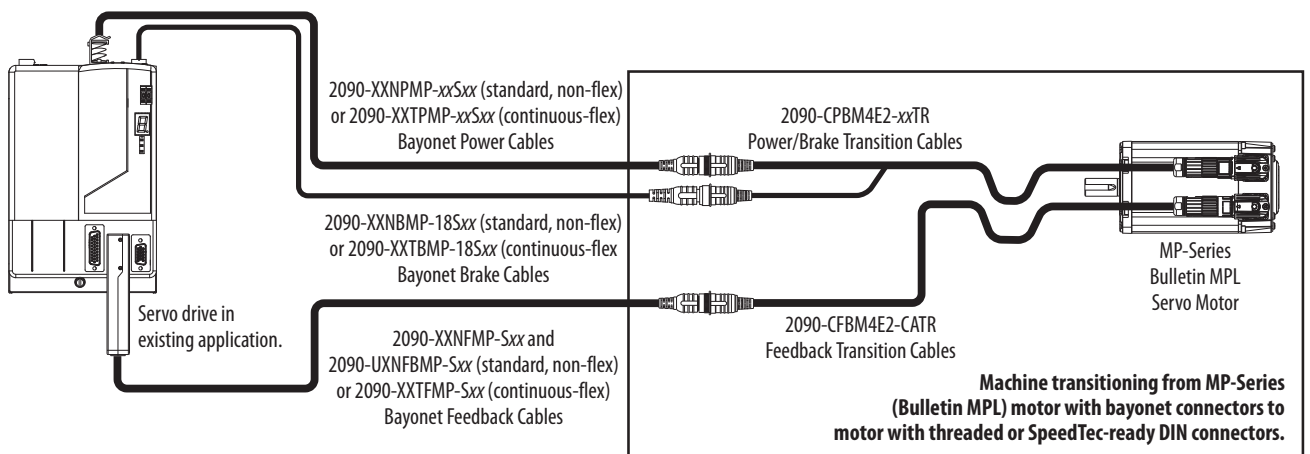 2090-XXNPMP-xxSxx (standard, non-flex)
or 2090-XXTPMP-xxSxx (continuous-flex)
Bayonet Power Cables
2090-CPBM4E2-xxTR
Power/Brake Transition Cables
2090-XXNBMP-18Sxx (standard, non-flex)
or 2090-XXTBMP-18Sxx (continuous-flex
Bayonet Brake Cables
MP-Series
Bulletin MPL
Servo Motor
Servo drive in
existing application.
2090-XXNFMP-Sxx and
2090-UXNFBMP-Sxx (standard, non-flex)
or 2090-XXTFMP-Sxx (continuous-flex)
Bayonet Feedback Cables
2090-CFBM4E2-CATR
Feedback Transition Cables
Machine transitioning from MP-Series
(Bulletin MPL) motor with bayonet connectors to
motor with threaded or SpeedTec-ready DIN connectors.